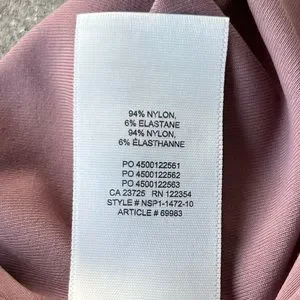 94% NYLON,
6% ELASTANE
94% NYLON,
6% ÉLASTHANNE
PO 4500122561
PO 4500122562
PO 4500122563
CA 23725 RN 122354
STYLE # NSP1-1472-10
ARTICLE # 69983